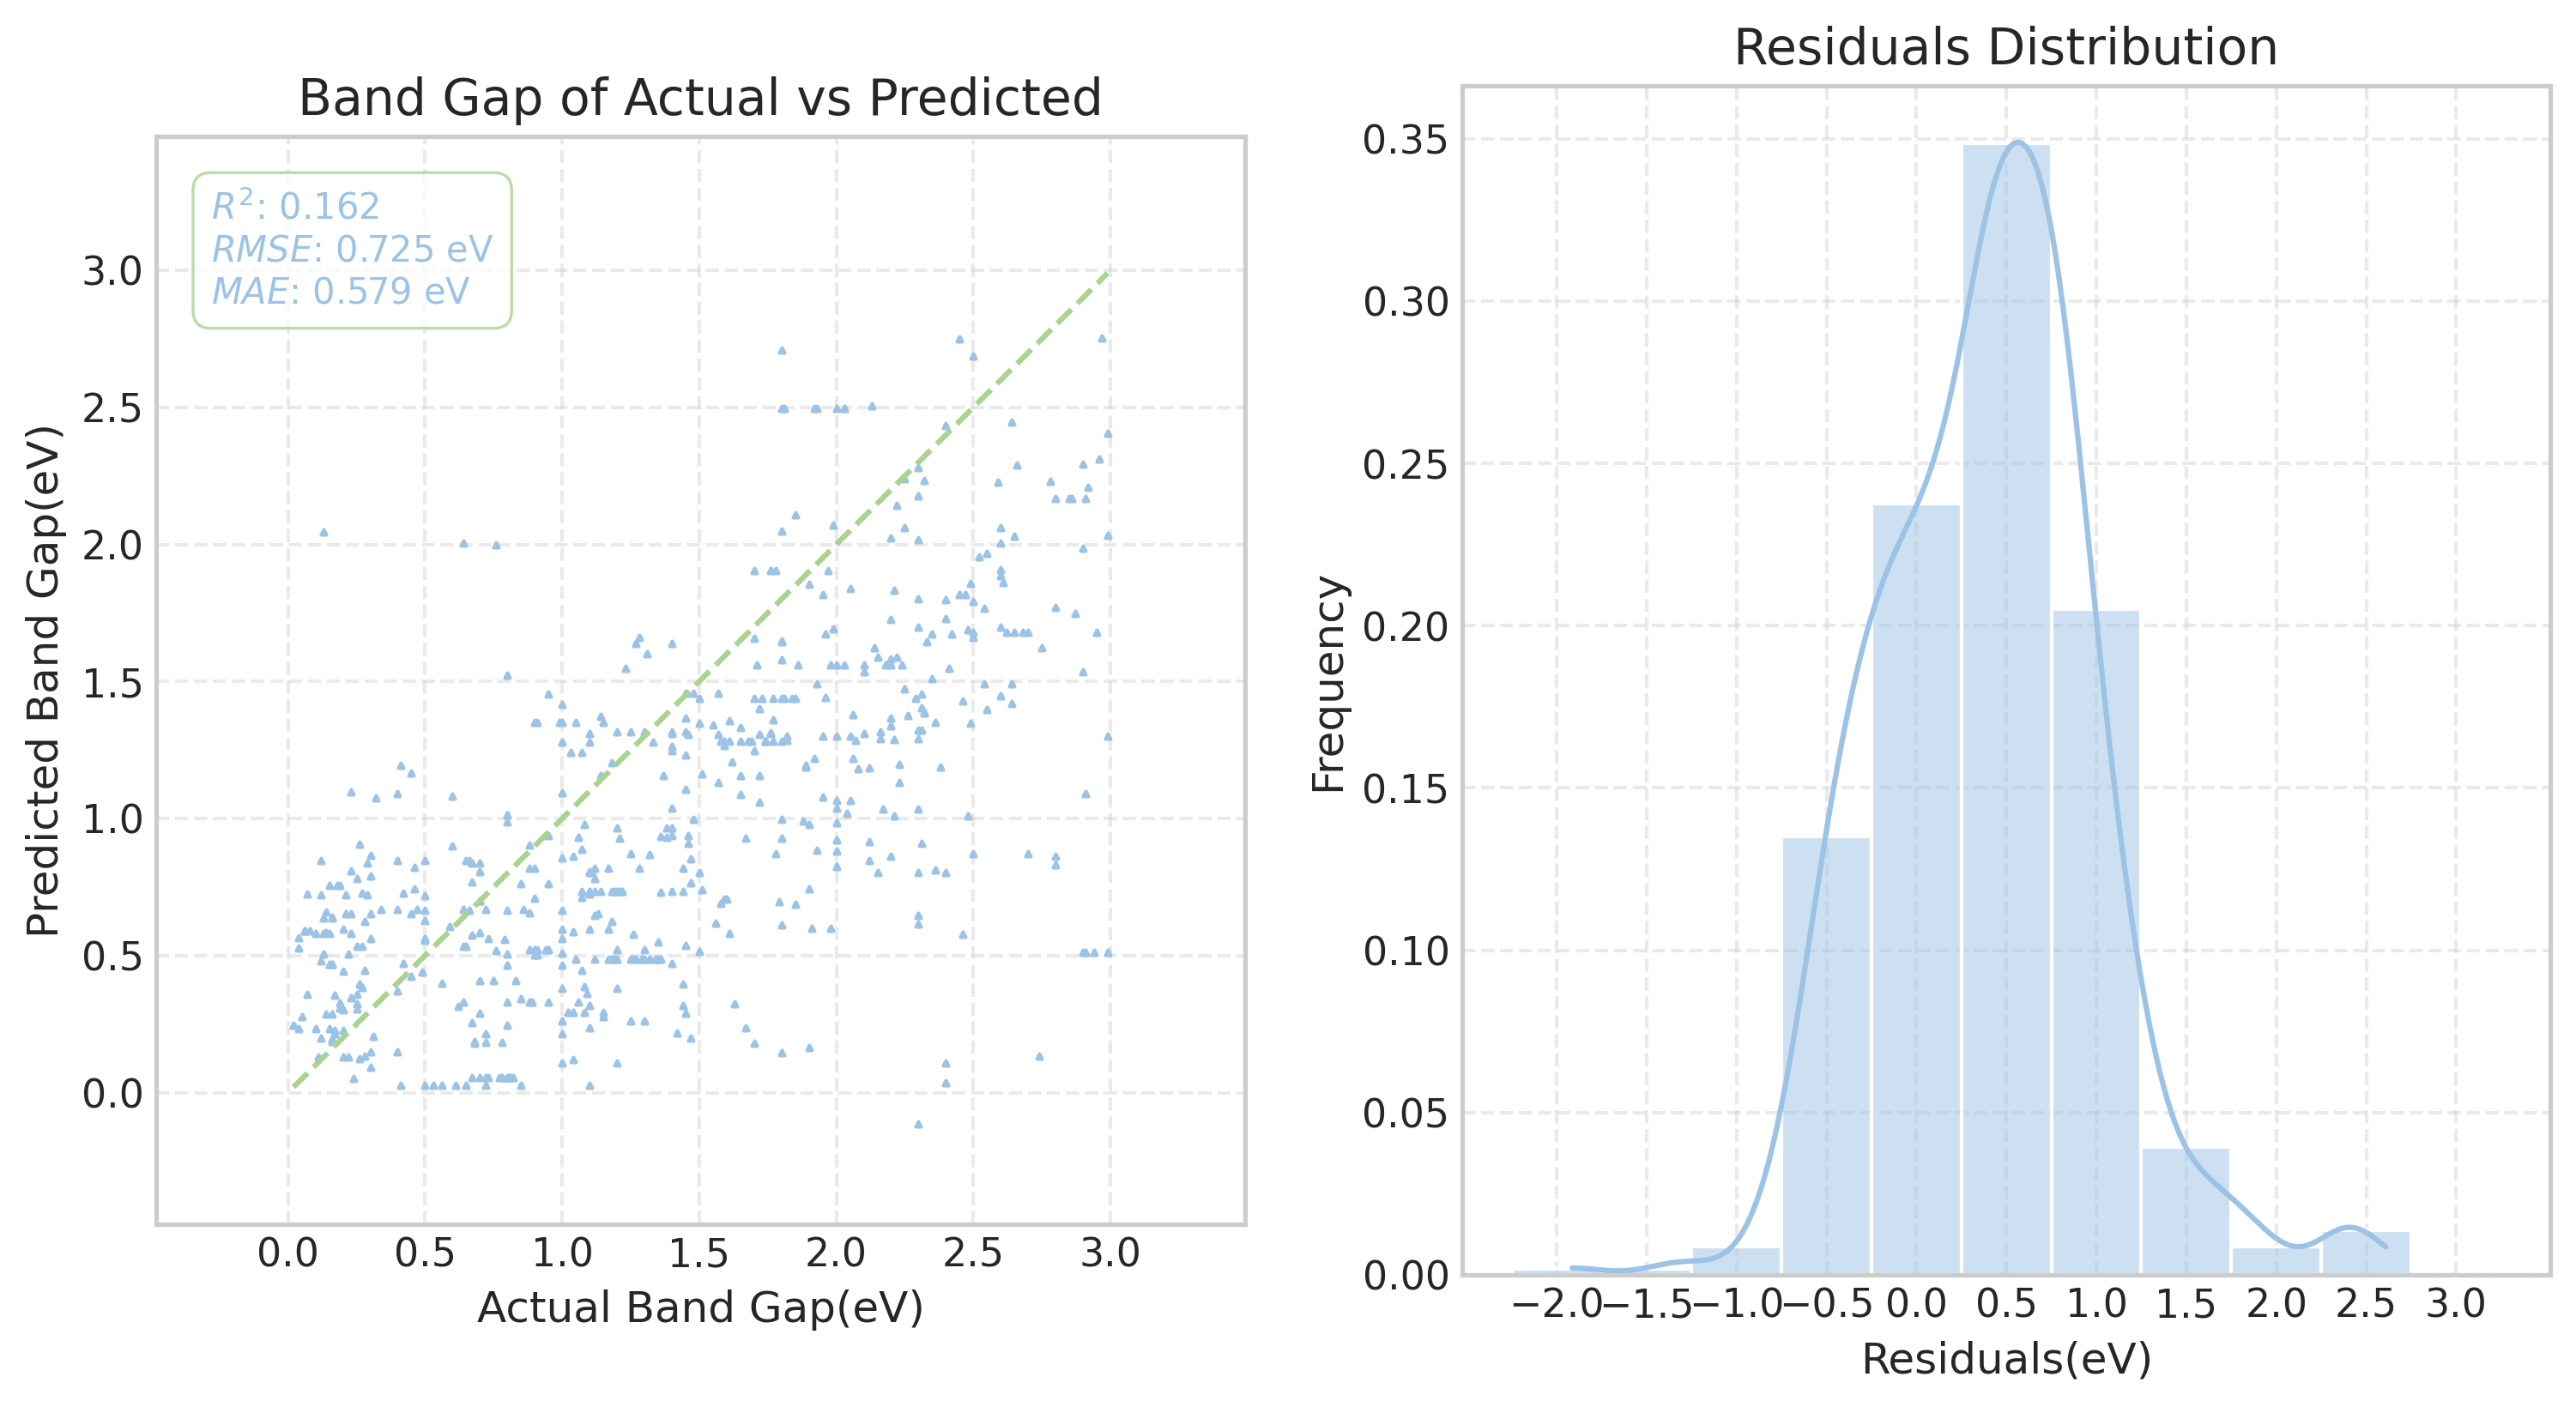 Band Gap of Actual vs Predicted
R²: 0.162
RMSE: 0.725 eV
MAE: 0.579 eV
Predicted Band Gap(eV)
3.0
2.5
2.0
1.5
1.0
0.5
0.0
0.0 0.5 1.0 1.5 2.0 2.5 3.0
Actual Band Gap(eV)
Residuals Distribution
Frequency
0.35
0.30
0.25
0.20
0.15
0.10
0.05
0.00
−2.0 −1.5 −1.0 −0.5 0.0 0.5 1.0 1.5 2.0 2.5 3.0
Residuals(eV)